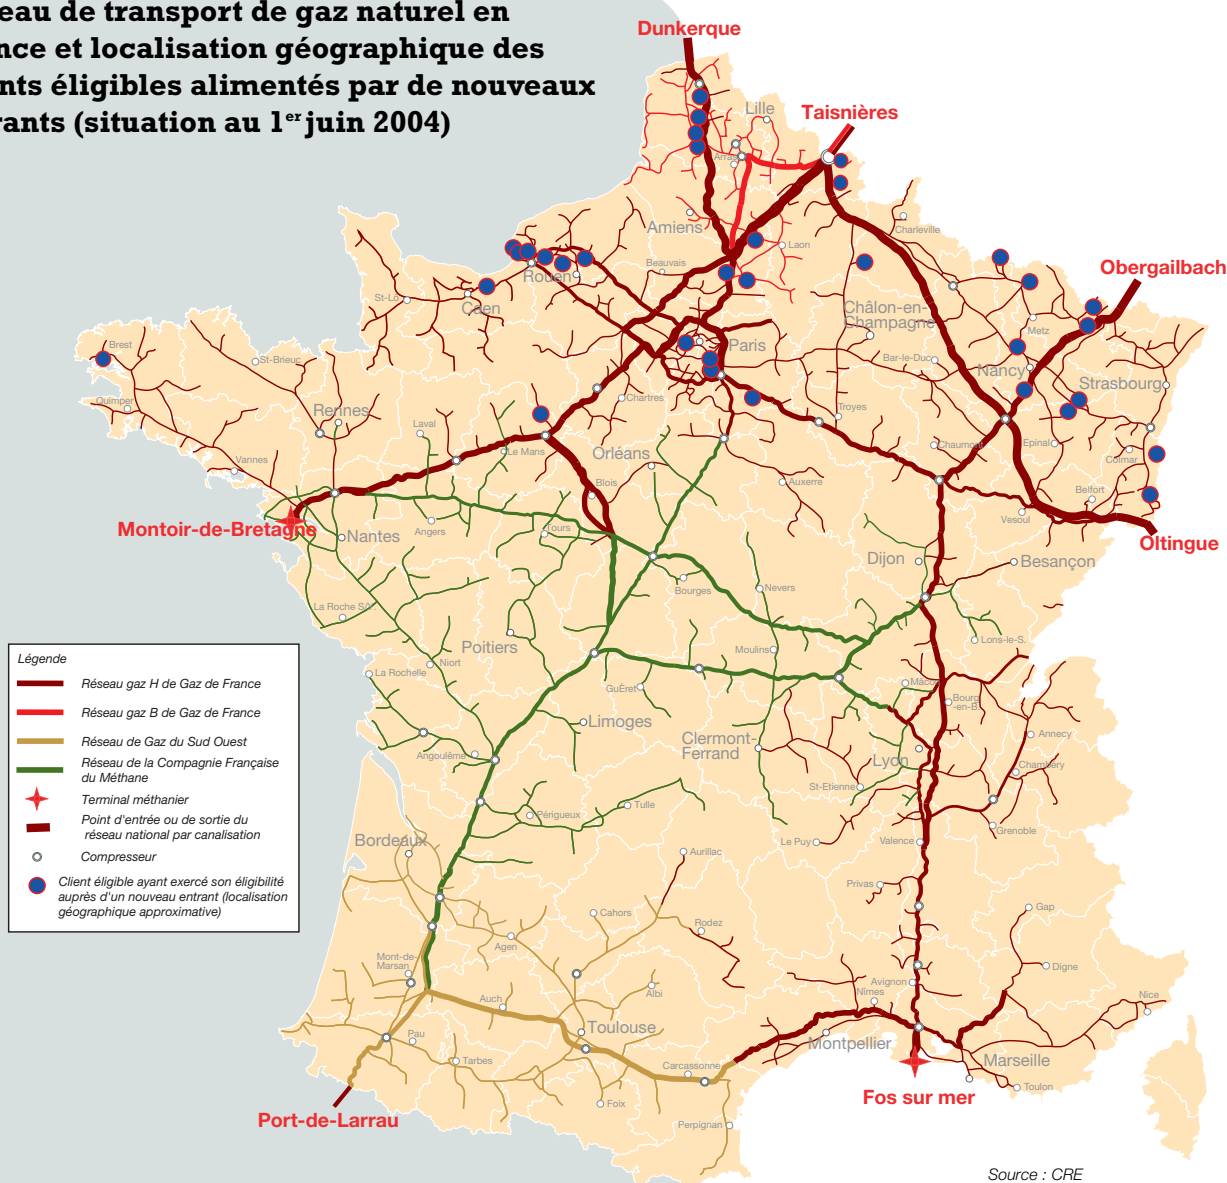 eau de transport de gaz naturel en
nce et localisation géographique des
nts éligibles alimentés par de nouveaux
rants (situation au 1er juin 2004)
Dunkerque
Lille
Taisnières
Arras
Amiens
Charleville
Laon
Beauvais
Rouen
Obergailbach
St-Lô
Caen
Châlon-en-
Champagne
Metz
Paris
Brest
St-Brieuc
Bar-le-Duc
Nancy
Strasbourg
Quimper
Chartres
Rennes
Troyes
Laval
Le Mans
Orléans
Chaumont
Epinal
Colmar
Vannes
Blois
Auxerre
Belfort
Vesoul
Montoir-de-Bretagne
Nantes
Angers
Tours
Oltingue
Dijon
Besançon
Bourges
Nevers
La Roche S/Y.
Poitiers
Lons-le-S.
Moulins
Niort
La Rochelle
GuÉret
Mâcon
Bourg
-en-B.
Limoges
Clermont-
Ferrand
Annecy
Angoulême
Lyon
Chambéry
St-Etienne
Tulle
Périgueux
Grenoble
Bordeaux
Aurillac
Le Puy
Valence
Privas
Cahors
Gap
Rodez
Agen
Mont-de-
Marsan
Digne
Avignon
Nîmes
Albi
Nice
Auch
Toulouse
Pau
Montpellier
Tarbes
Carcassonne
Marseille
Toulon
Foix
Fos sur mer
Port-de-Larrau
Perpignan
Légende
Réseau gaz H de Gaz de France
Réseau gaz B de Gaz de France
Réseau de Gaz du Sud Ouest
Réseau de la Compagnie Française
du Méthane
Terminal méthanier
Point d'entrée ou de sortie du
réseau national par canalisation
Compresseur
Client éligible ayant exercé son éligibilité
auprès d'un nouveau entrant (localisation
géographique approximative)
Source : CRE